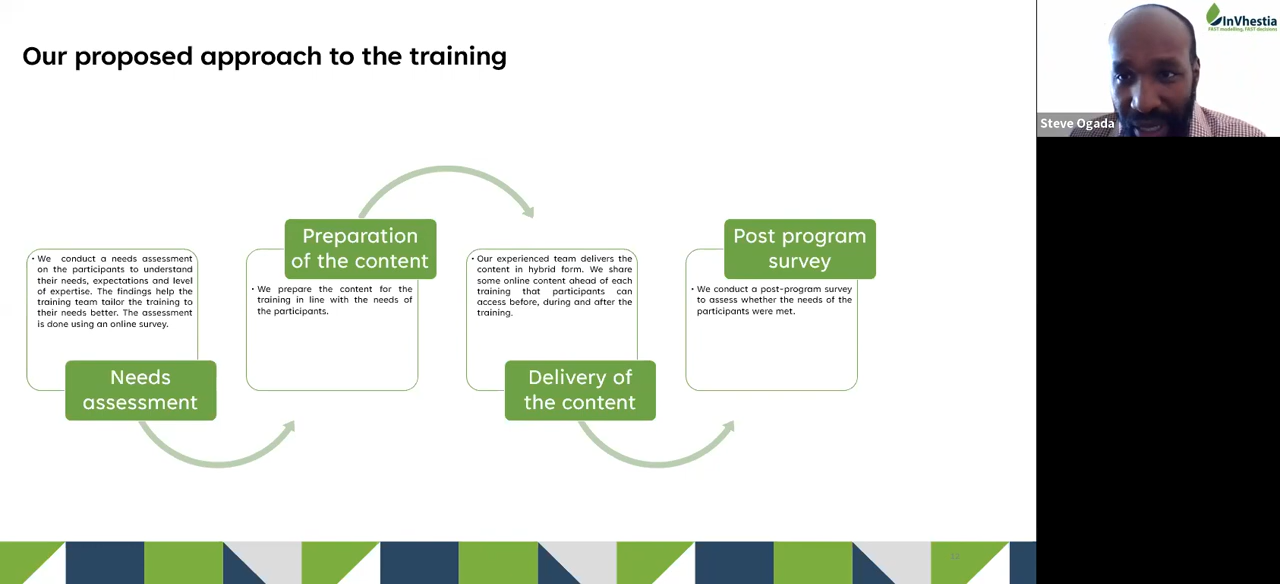 Our proposed approach to the training
InVhestia
FAST modelling, FAST decisions
Steve Ogada
• We conduct a needs assessment
on the participants to understand
their needs, expectations and level
of expertise. The findings help the
training team tailor the training to
their needs better. The assessment
is done using an online survey.
Needs
assessment
Preparation
of the content
• We prepare the content for the
training in line with the needs of
the participants.
• Our experienced team delivers the
content in hybrid form. We share
some online content ahead of each
training that participants can
access before, during and after the
training.
Delivery of
the content
Post program
survey
• We conduct a post-program survey
to assess whether the needs of the
participants were met.